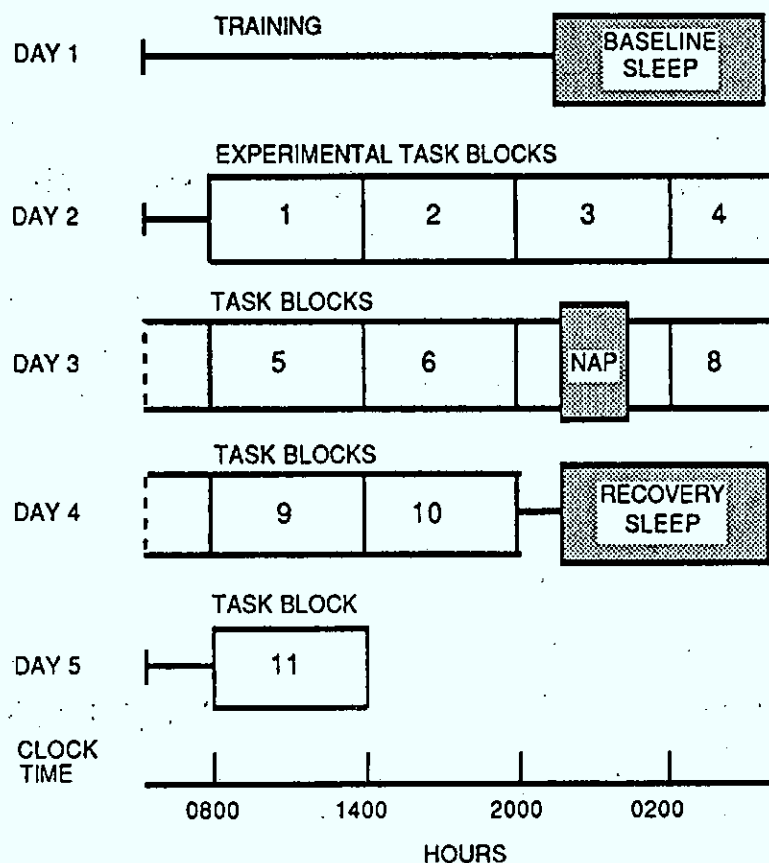 TRAINING
DAY 1
BASELINE
SLEEP
EXPERIMENTAL TASK BLOCKS
DAY 2
1 2 3 4
TASK BLOCKS
DAY 3
5 6 NAP 8
TASK BLOCKS
DAY 4
9 10
RECOVERY
SLEEP
TASK BLOCK
DAY 5
11
CLOCK
TIME
0800 1400 2000 0200
HOURS